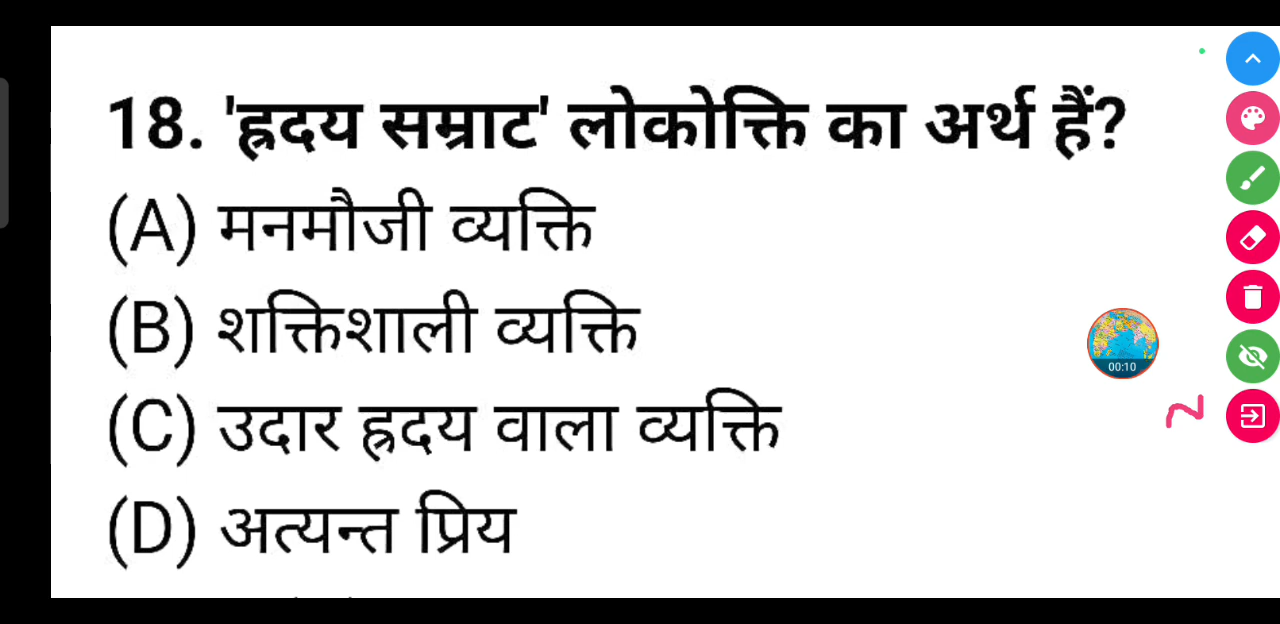 18. 'ह्रदय सम्राट' लोकोक्ति का अर्थ हैं?
(A) मनमौजी व्यक्ति
(B) शक्तिशाली व्यक्ति
(C) उदार ह्रदय वाला व्यक्ति
(D) अत्यन्त प्रिय
00:10